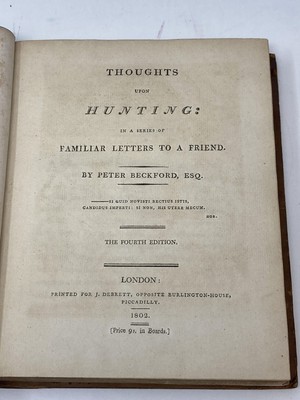 THOUGHTS
UPON
HUNTING:
IN A SERIES OF
FAMILIAR LETTERS TO A FRIEND.
BY PETER BECKFORD, ESQ.
———SI QUID NOVISTI RECTIUS ISTIS,
CANDIDUS IMPERTI: SI NON, HIS UTERE MECUM.
HOR:
THE FOURTH EDITION.
LONDON:
PRINTED FOR J. DEBRETT, OPPOSITE BURLINGTON-HOUSE,
PICCADILLY.
1802.
[Price 9s. in Boards.]